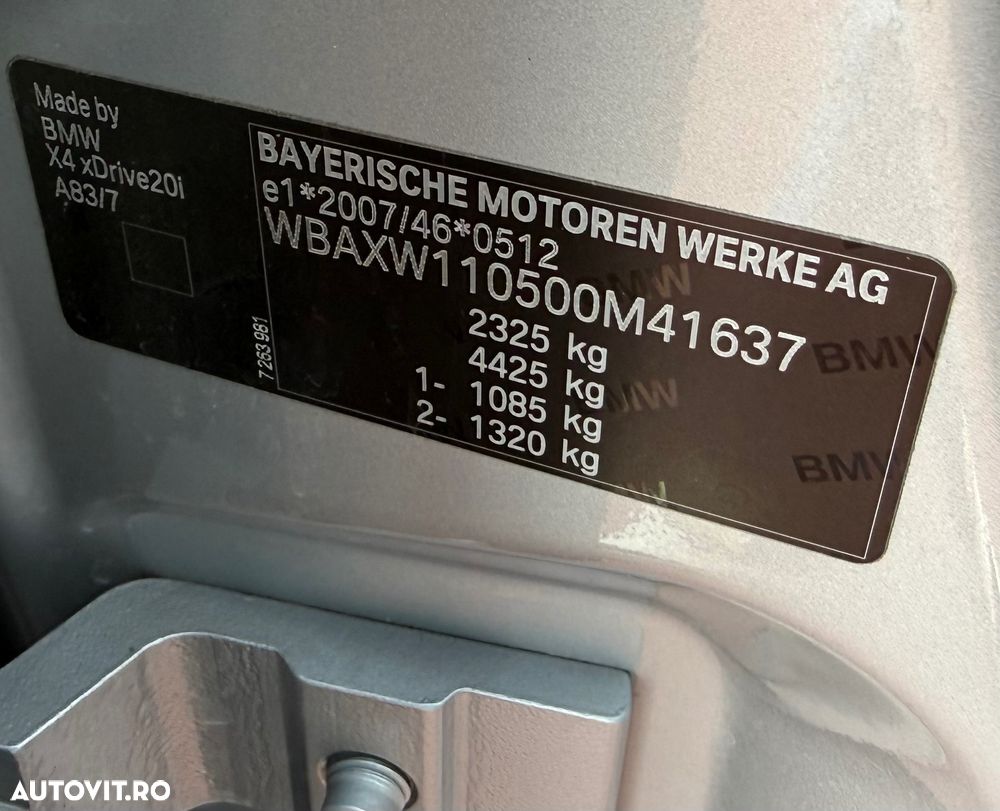 Made by
BMW
X4 xDrive20i
A83/7
7 263 981
BAYERISCHE MOTOREN WERKE AG
e1*2007/46*0512
WBAXW110500M41637
2325 kg
4425 kg
1- 1085 kg
2- 1320 kg
BMW
BMW
BMW
BMW
AUTOVIT.RO